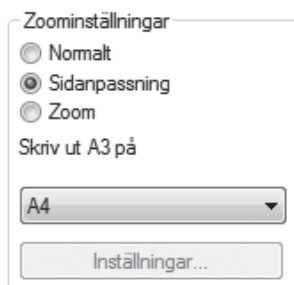 Zoominställningar
Normalt
Sidanpassning
Zoom
Skriv ut A3 på
A4
Inställningar...